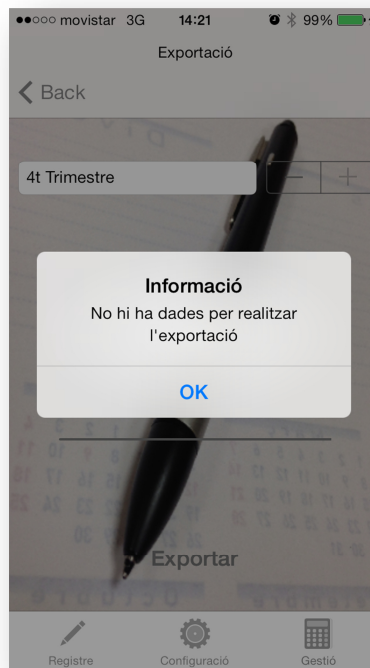 movistar 3G 14:21 99%
Exportació
Back
4t Trimestre
Informació
No hi ha dades per realitzar
l'exportació
OK
Exportar
Registre Configuració Gestió